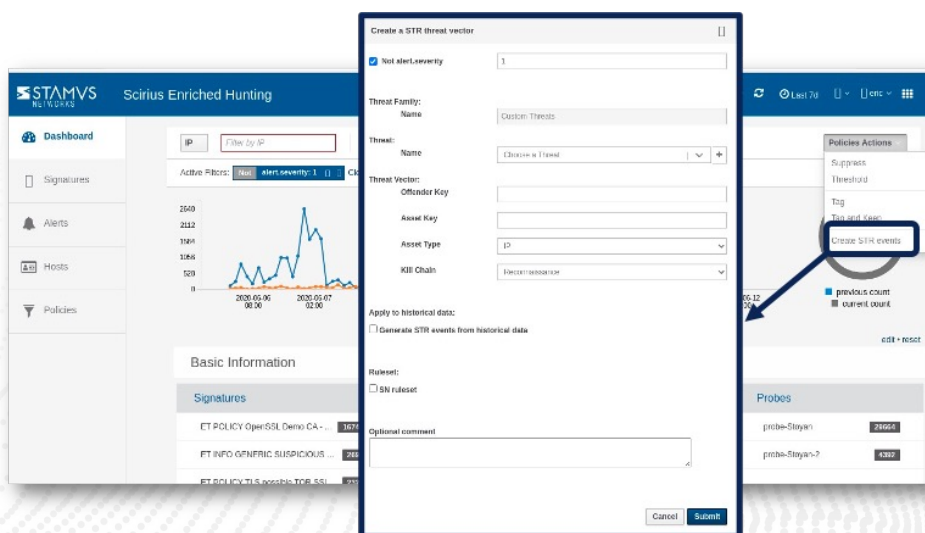 Create a STR threat vector
Not alert.severity
1
Threat Family:
Name
Custom Threats
Threat:
Name
Choose a Threat
Threat Vector:
Offender Key
Asset Key
Asset Type
IP
Kill Chain
Reconnaissance
Apply to historical data:
Generate STR events from historical data
Ruleset:
SN ruleset
Optional comment
Cancel
Submit
STAMVS
NETWORKS
Scirius Enriched Hunting
Last 7d
eric
Dashboard
Signatures
Alerts
Hosts
Policies
IP
Filter by IP
Active Filters:
Not
alert.severity: 1
Policies Actions
Suppress
Threshold
Tag
Tag and Keep
Create STR events
2640
2112
1584
1056
528
0
2020-06-06
08:00
2020-06-07
02:00
previous count
current count
edit • reset
Basic Information
Signatures
ET POLICY OpenSSL Demo CA - ...
ET INFO GENERIC SUSPICIOUS ...
ET POLICY TLS possible TOR SSL
Probes
probe-Stoyan
29664
probe-Stoyan-2
4392